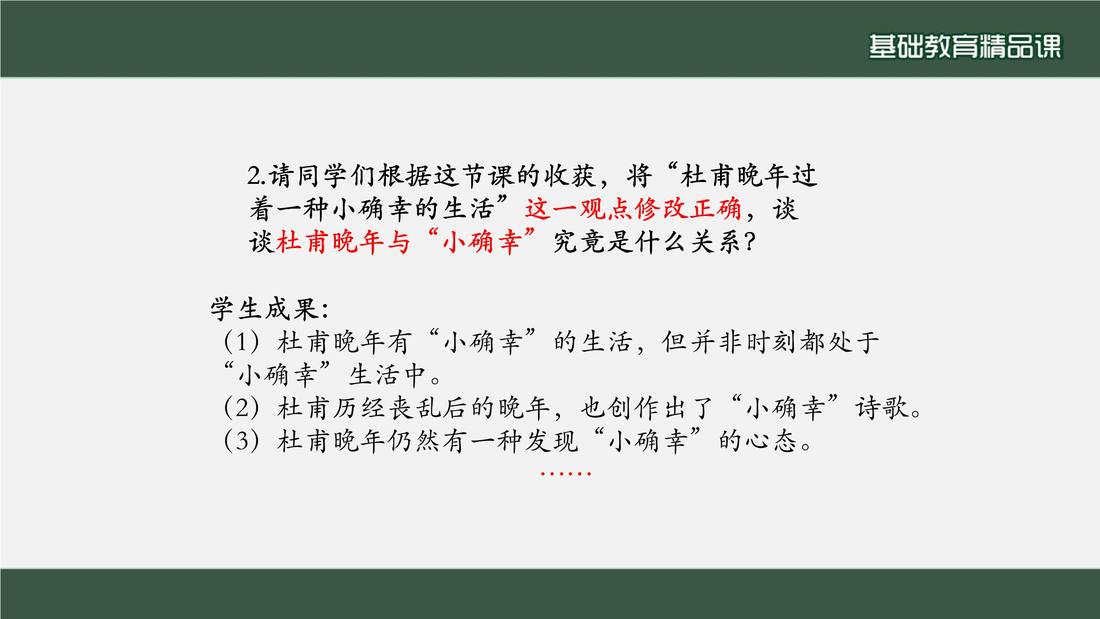 基础教育精品课
2.请同学们根据这节课的收获，将“杜甫晚年过
着一种小确幸的生活”这一观点修改正确，谈
谈杜甫晚年与“小确幸”究竟是什么关系？
学生成果：
（1）杜甫晚年有“小确幸”的生活，但并非时刻都处于
“小确幸”生活中。
（2）杜甫历经丧乱后的晚年，也创作出了“小确幸”诗歌。
（3）杜甫晚年仍然有一种发现“小确幸”的心态。
……